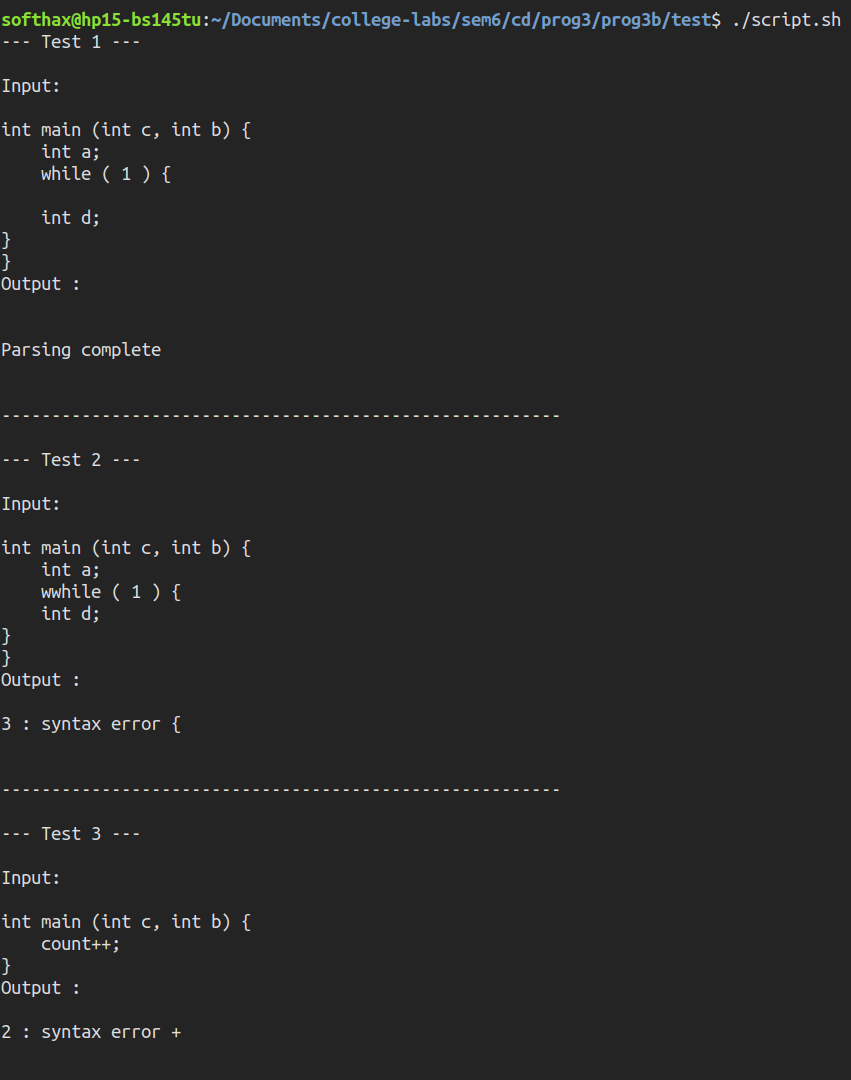 softhax@hp15-bs145tu:~/Documents/college-labs/sem6/cd/prog3/prog3b/test$ ./script.sh
--- Test 1 ---
Input:
int main (int c, int b) {
    int a;
    while ( 1 ) {
    int d;
}
}
Output :
Parsing complete
--------------------------------------------------------
--- Test 2 ---
Input:
int main (int c, int b) {
    int a;
    wwhile ( 1 ) {
    int d;
}
}
Output :
3 : syntax error {
--------------------------------------------------------
--- Test 3 ---
Input:
int main (int c, int b) {
    count++;
}
Output :
2 : syntax error +